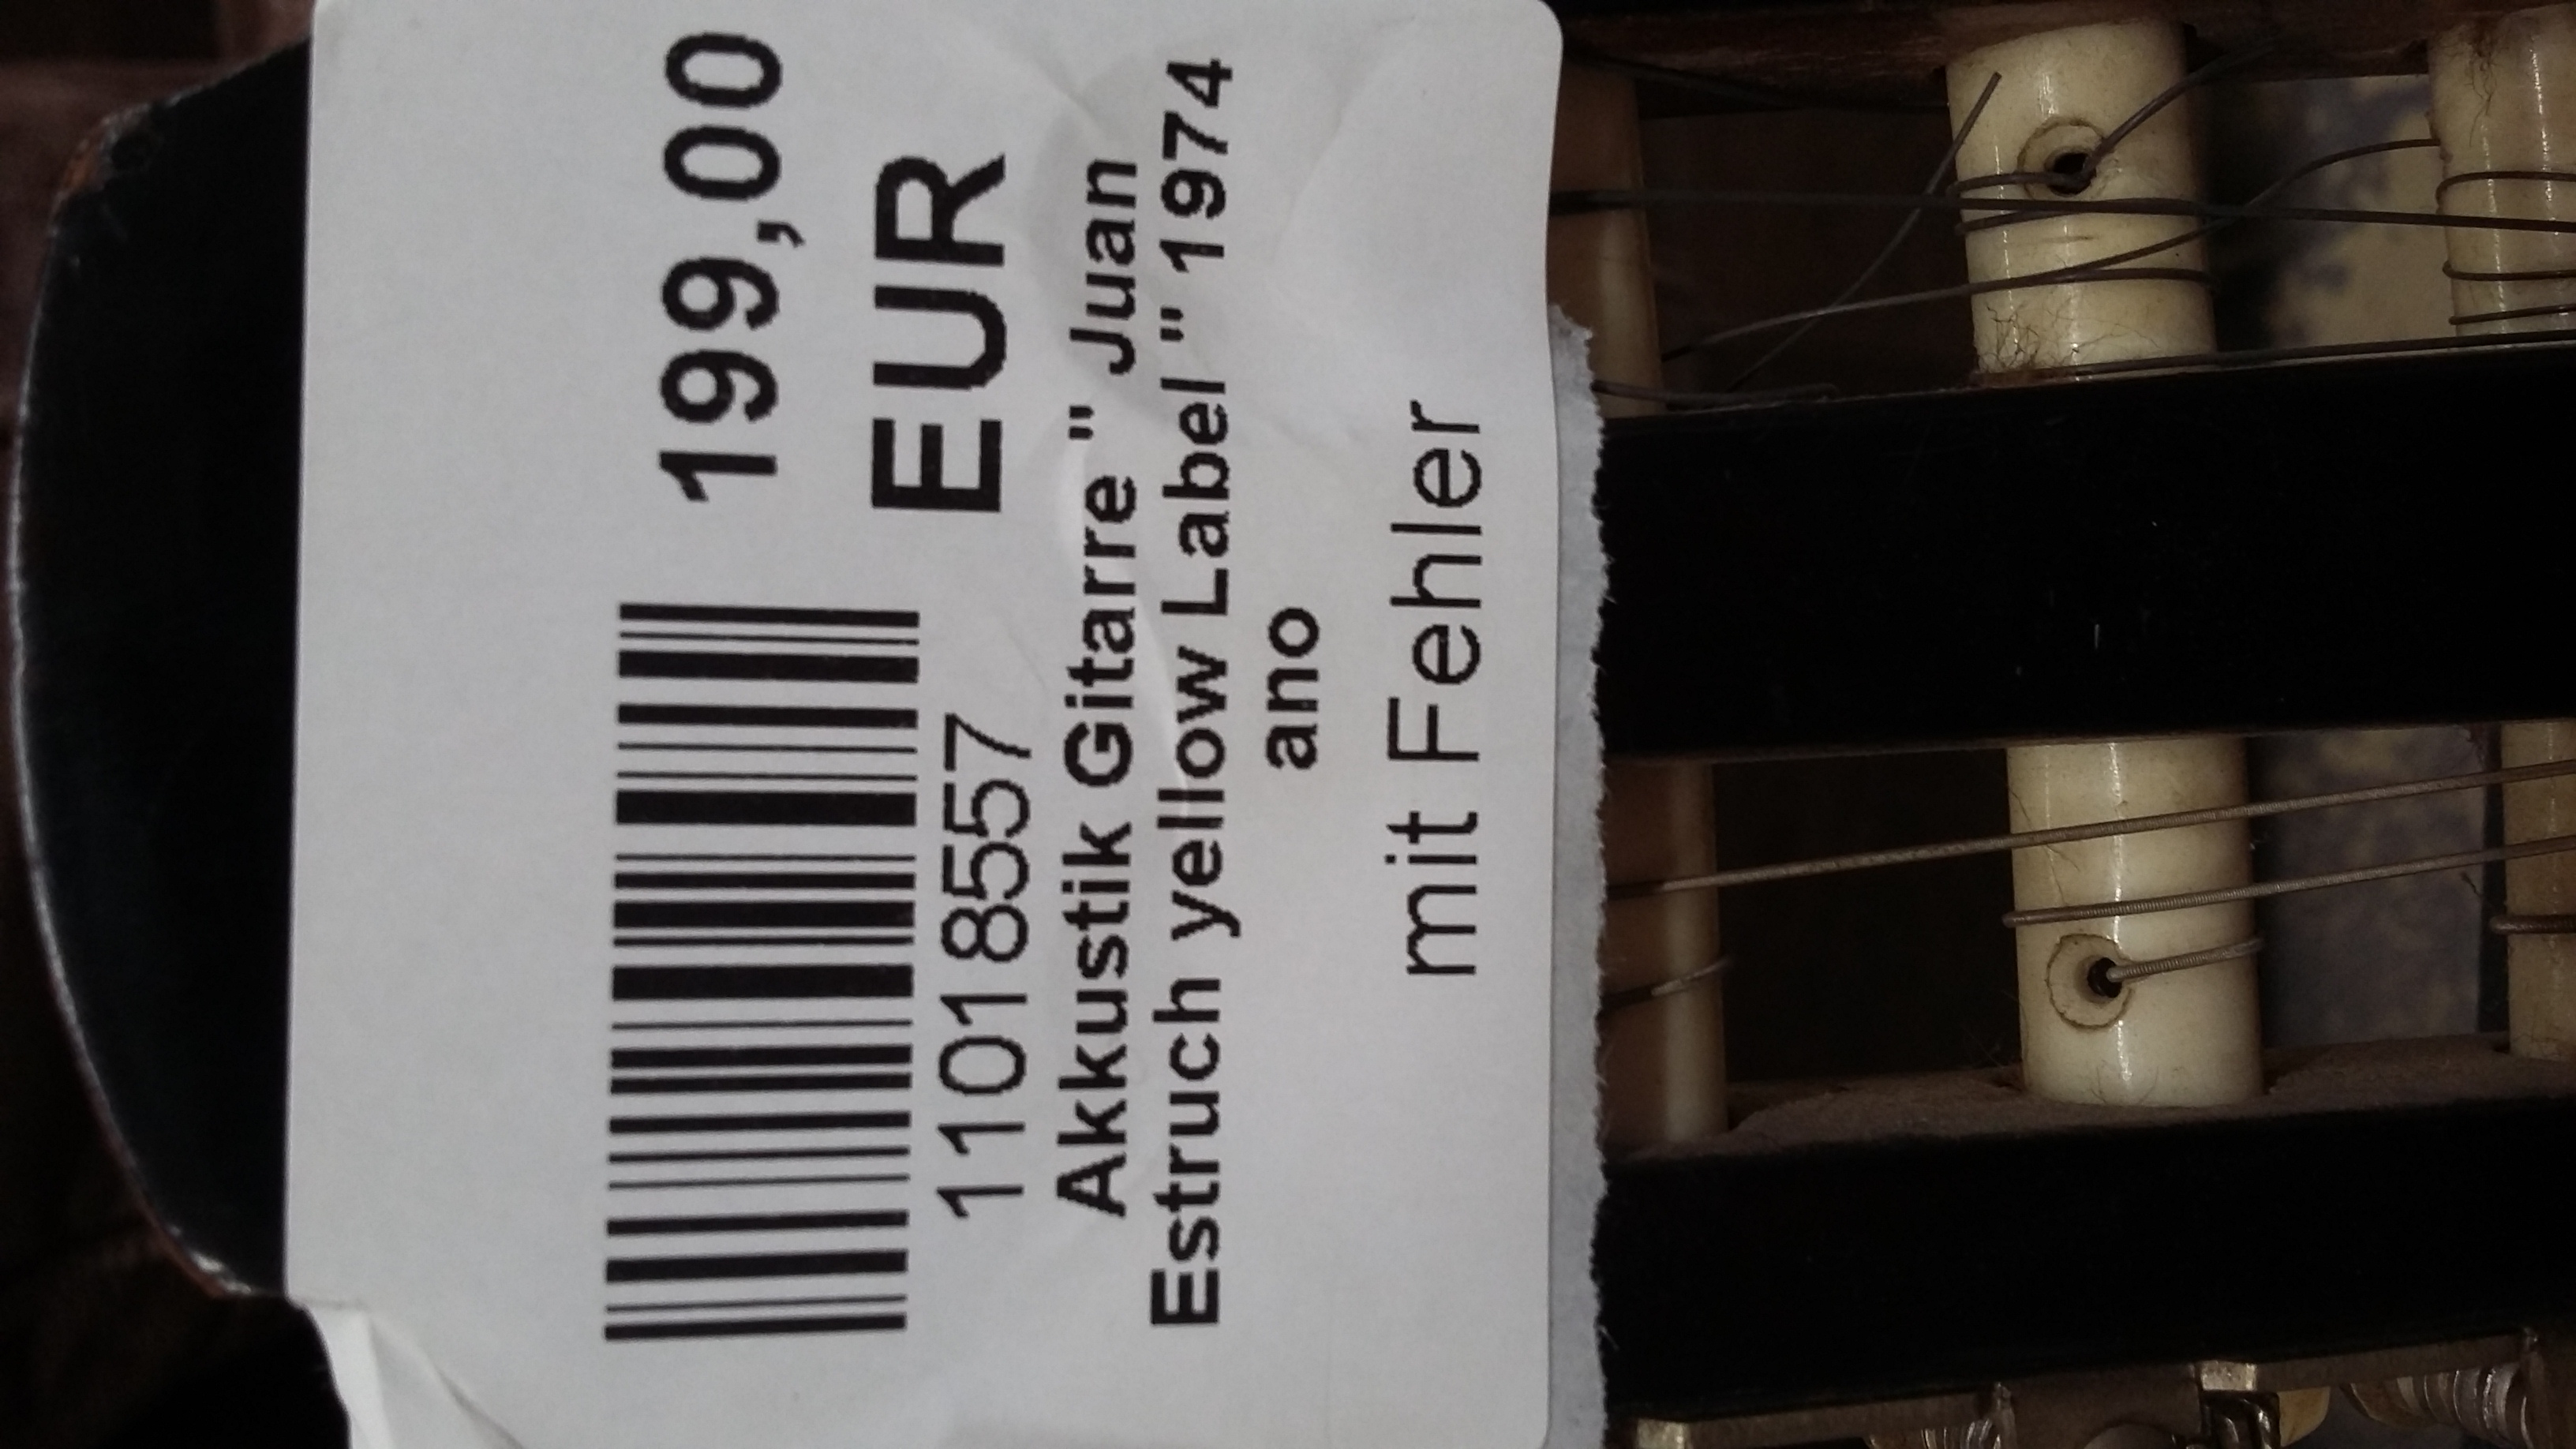 199,00
EUR
11018557
Akkustik Gitarre " Juan
Estruch yellow Label " 1974
ano
mit Fehler